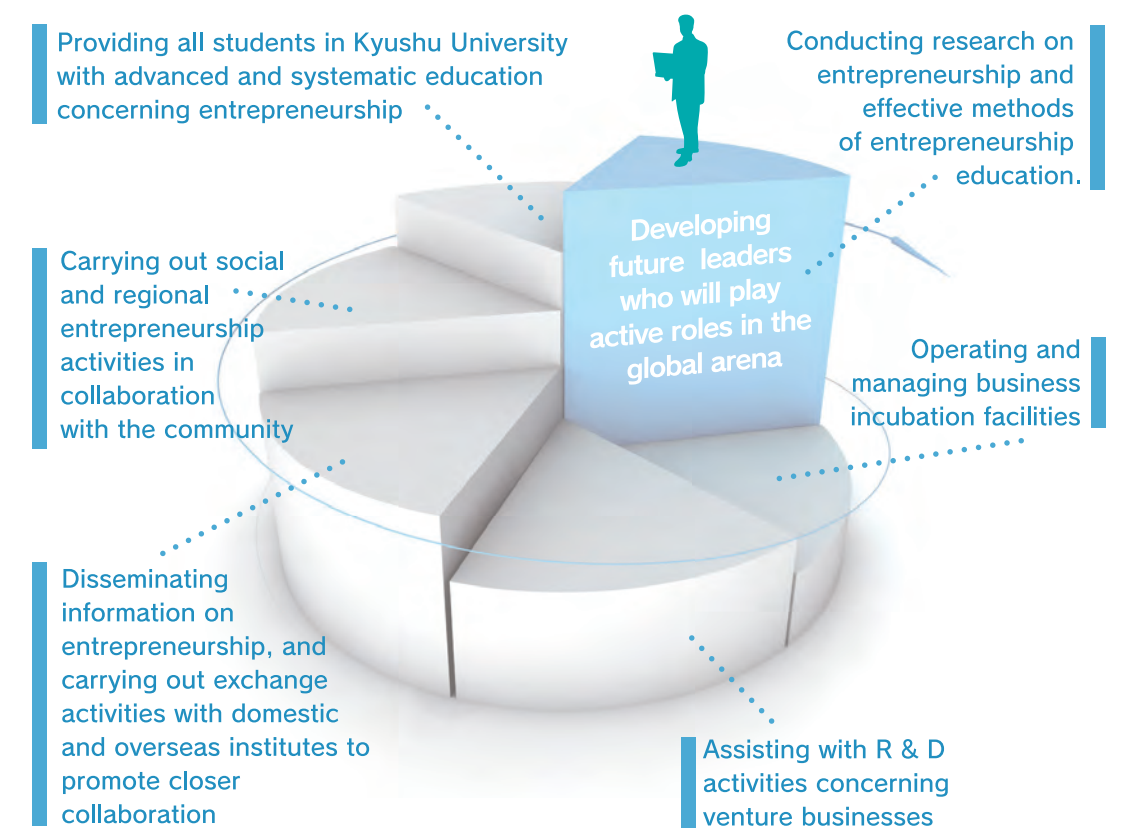 Providing all students in Kyushu University
with advanced and systematic education
concerning entrepreneurship
Conducting research on
entrepreneurship and
effective methods
of entrepreneurship
education.
Developing
future leaders
who will play
active roles in the
global arena
Carrying out social
and regional
entrepreneurship
activities in
collaboration
with the community
Operating and
managing business
incubation facilities
Disseminating
information on
entrepreneurship, and
carrying out exchange
activities with domestic
and overseas institutes to
promote closer
collaboration
Assisting with R & D
activities concerning
venture businesses